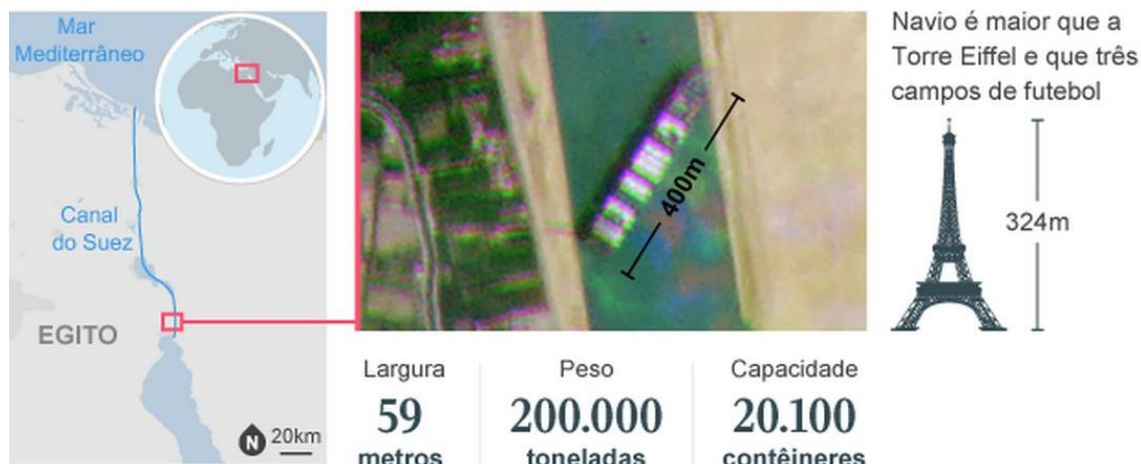 Mar
Mediterrâneo
Canal
do Suez
EGITO
N 20km
400m
Navio é maior que a
Torre Eiffel e que três
campos de futebol
324m
Largura
59
metros
Peso
200.000
toneladas
Capacidade
20.100
contêineres